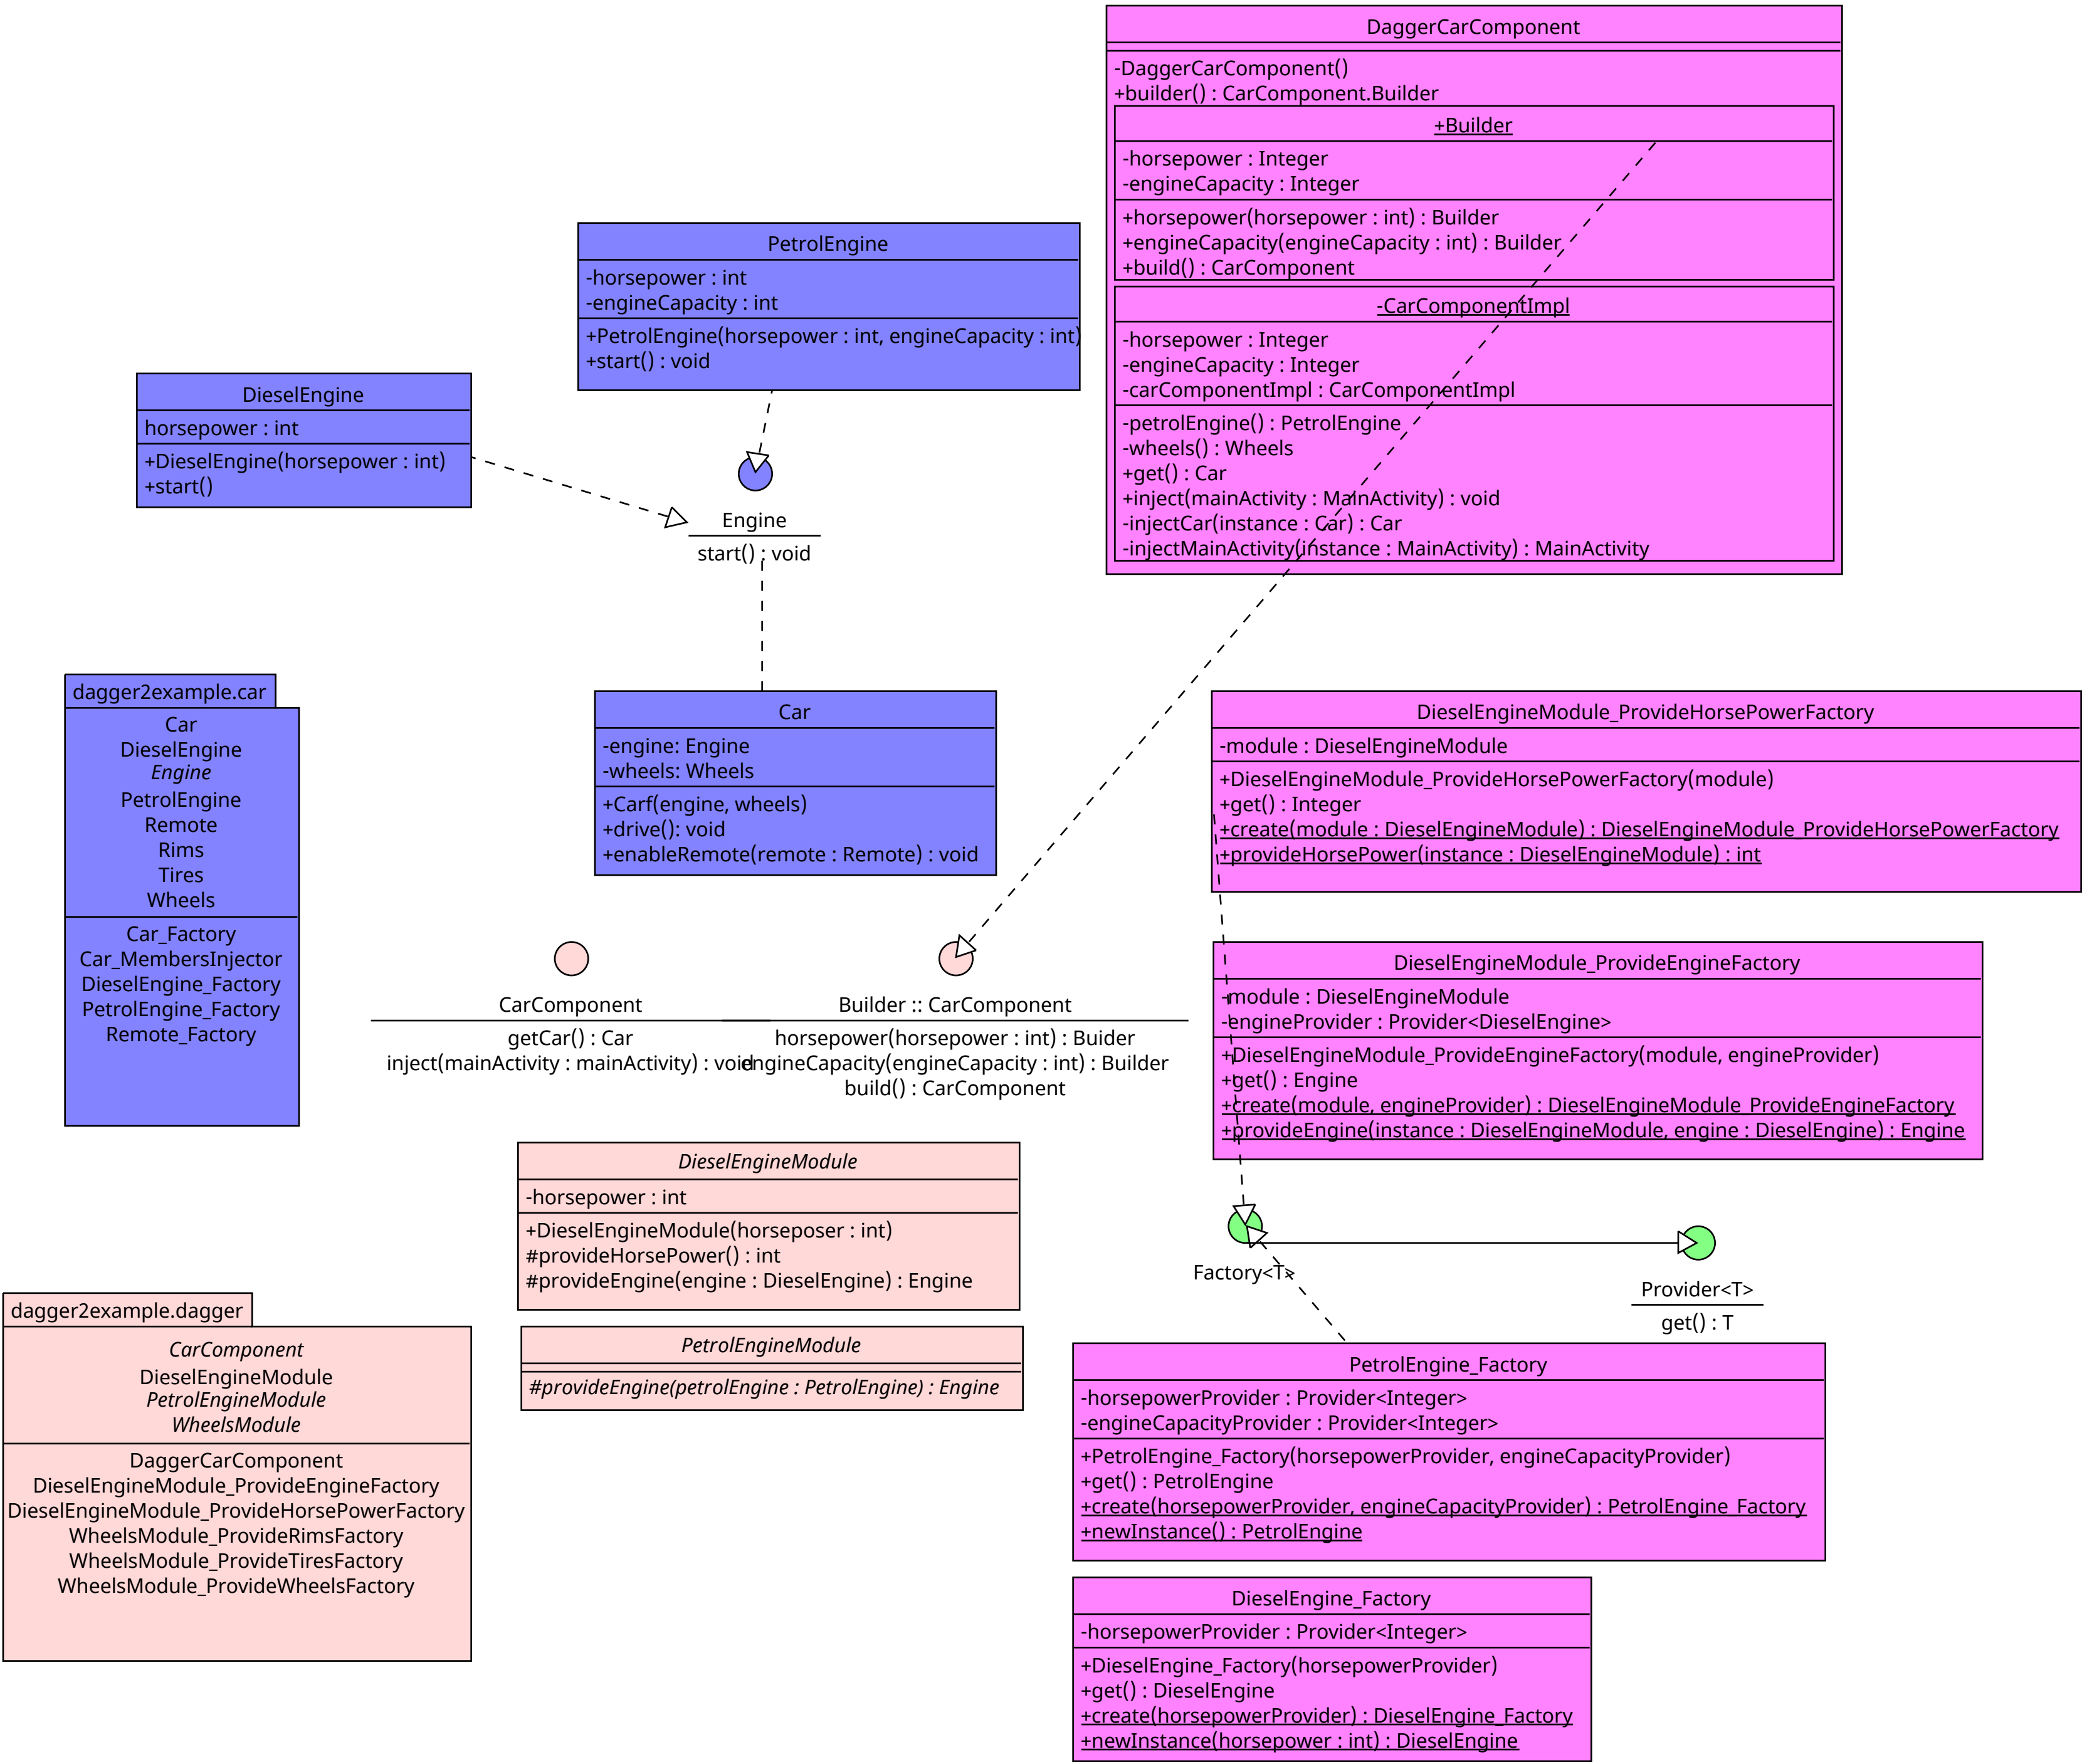 DaggerCarComponent
-DaggerCarComponent()
+builder() : CarComponent.Builder
+Builder
-horsepower : Integer
-engineCapacity : Integer
+horsepower(horsepower : int) : Builder
+engineCapacity(engineCapacity : int) : Builder
+build() : CarComponent
-CarComponentImpl
-horsepower : Integer
-engineCapacity : Integer
-carComponentImpl : CarComponentImpl
-petrolEngine() : PetrolEngine
-wheels() : Wheels
+get() : Car
+inject(mainActivity : MainActivity) : void
-injectCar(instance : Car) : Car
-injectMainActivity(instance : MainActivity) : MainActivity
PetrolEngine
-horsepower : int
-engineCapacity : int
+PetrolEngine(horsepower : int, engineCapacity : int)
+start() : void
DieselEngine
horsepower : int
+DieselEngine(horsepower : int)
+start()
Engine
start() : void
dagger2example.car
Car
DieselEngine
Engine
PetrolEngine
Remote
Rims
Tires
Wheels
Car_Factory
Car_MembersInjector
DieselEngine_Factory
PetrolEngine_Factory
Remote_Factory
Car
-engine: Engine
-wheels: Wheels
+Carf(engine, wheels)
+drive(): void
+enableRemote(remote : Remote) : void
DieselEngineModule_ProvideHorsePowerFactory
-module : DieselEngineModule
+DieselEngineModule_ProvideHorsePowerFactory(module)
+get() : Integer
+create(module : DieselEngineModule) : DieselEngineModule_ProvideHorsePowerFactory
+provideHorsePower(instance : DieselEngineModule) : int
CarComponent
getCar() : Car
inject(mainActivity : mainActivity) : void
Builder :: CarComponent
horsepower(horsepower : int) : Buider
engineCapacity(engineCapacity : int) : Builder
build() : CarComponent
DieselEngineModule_ProvideEngineFactory
-module : DieselEngineModule
-engineProvider : Provider<DieselEngine>
+DieselEngineModule_ProvideEngineFactory(module, engineProvider)
+get() : Engine
+create(module, engineProvider) : DieselEngineModule_ProvideEngineFactory
+provideEngine(instance : DieselEngineModule, engine : DieselEngine) : Engine
DieselEngineModule
-horsepower : int
+DieselEngineModule(horseposer : int)
#provideHorsePower() : int
#provideEngine(engine : DieselEngine) : Engine
Factory<T>
Provider<T>
get() : T
dagger2example.dagger
CarComponent
DieselEngineModule
PetrolEngineModule
WheelsModule
DaggerCarComponent
DieselEngineModule_ProvideEngineFactory
DieselEngineModule_ProvideHorsePowerFactory
WheelsModule_ProvideRimsFactory
WheelsModule_ProvideTiresFactory
WheelsModule_ProvideWheelsFactory
PetrolEngineModule
#provideEngine(petrolEngine : PetrolEngine) : Engine
PetrolEngine_Factory
-horsepowerProvider : Provider<Integer>
-engineCapacityProvider : Provider<Integer>
+PetrolEngine_Factory(horsepowerProvider, engineCapacityProvider)
+get() : PetrolEngine
+create(horsepowerProvider, engineCapacityProvider) : PetrolEngine_Factory
+newInstance() : PetrolEngine
DieselEngine_Factory
-horsepowerProvider : Provider<Integer>
+DieselEngine_Factory(horsepowerProvider)
+get() : DieselEngine
+create(horsepowerProvider) : DieselEngine_Factory
+newInstance(horsepower : int) : DieselEngine